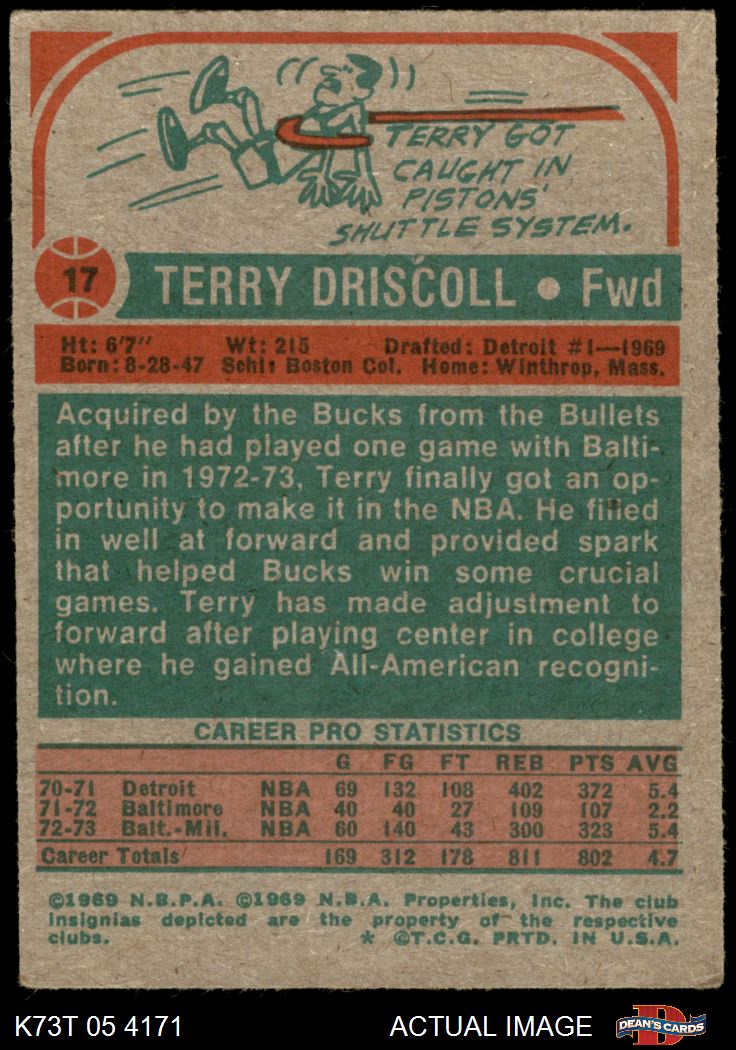 TERRY GOT
CAUGHT IN
PISTONS'
SHUTTLE SYSTEM.
17
TERRY DRISCOLL • Fwd
Ht: 6'7" Wt: 215 Drafted: Detroit #1—1969
Born: 8-28-47 Schl: Boston Col. Home: Winthrop, Mass.
Acquired by the Bucks from the Bullets
after he had played one game with Balti-
more in 1972-73, Terry finally got an op-
portunity to make it in the NBA. He filled
in well at forward and provided spark
that helped Bucks win some crucial
games. Terry has made adjustment to
forward after playing center in college
where he gained All-American recogni-
tion.
CAREER PRO STATISTICS
G FG FT REB PTS AVG
70-71 Detroit NBA 69 132 108 402 372 5.4
71-72 Baltimore NBA 40 40 27 109 107 2.2
72-73 Balt.-Mil. NBA 60 140 43 300 323 5.4
Career Totals 169 312 178 811 802 4.7
©1969 N.B.P.A. ©1969 N.B.A. Properties, Inc. The club
insignias depicted are the property of the respective
clubs. * ©T.C.G. PRTD. IN U.S.A.
K73T 05 4171 ACTUAL IMAGE D DEAN'S CARDS